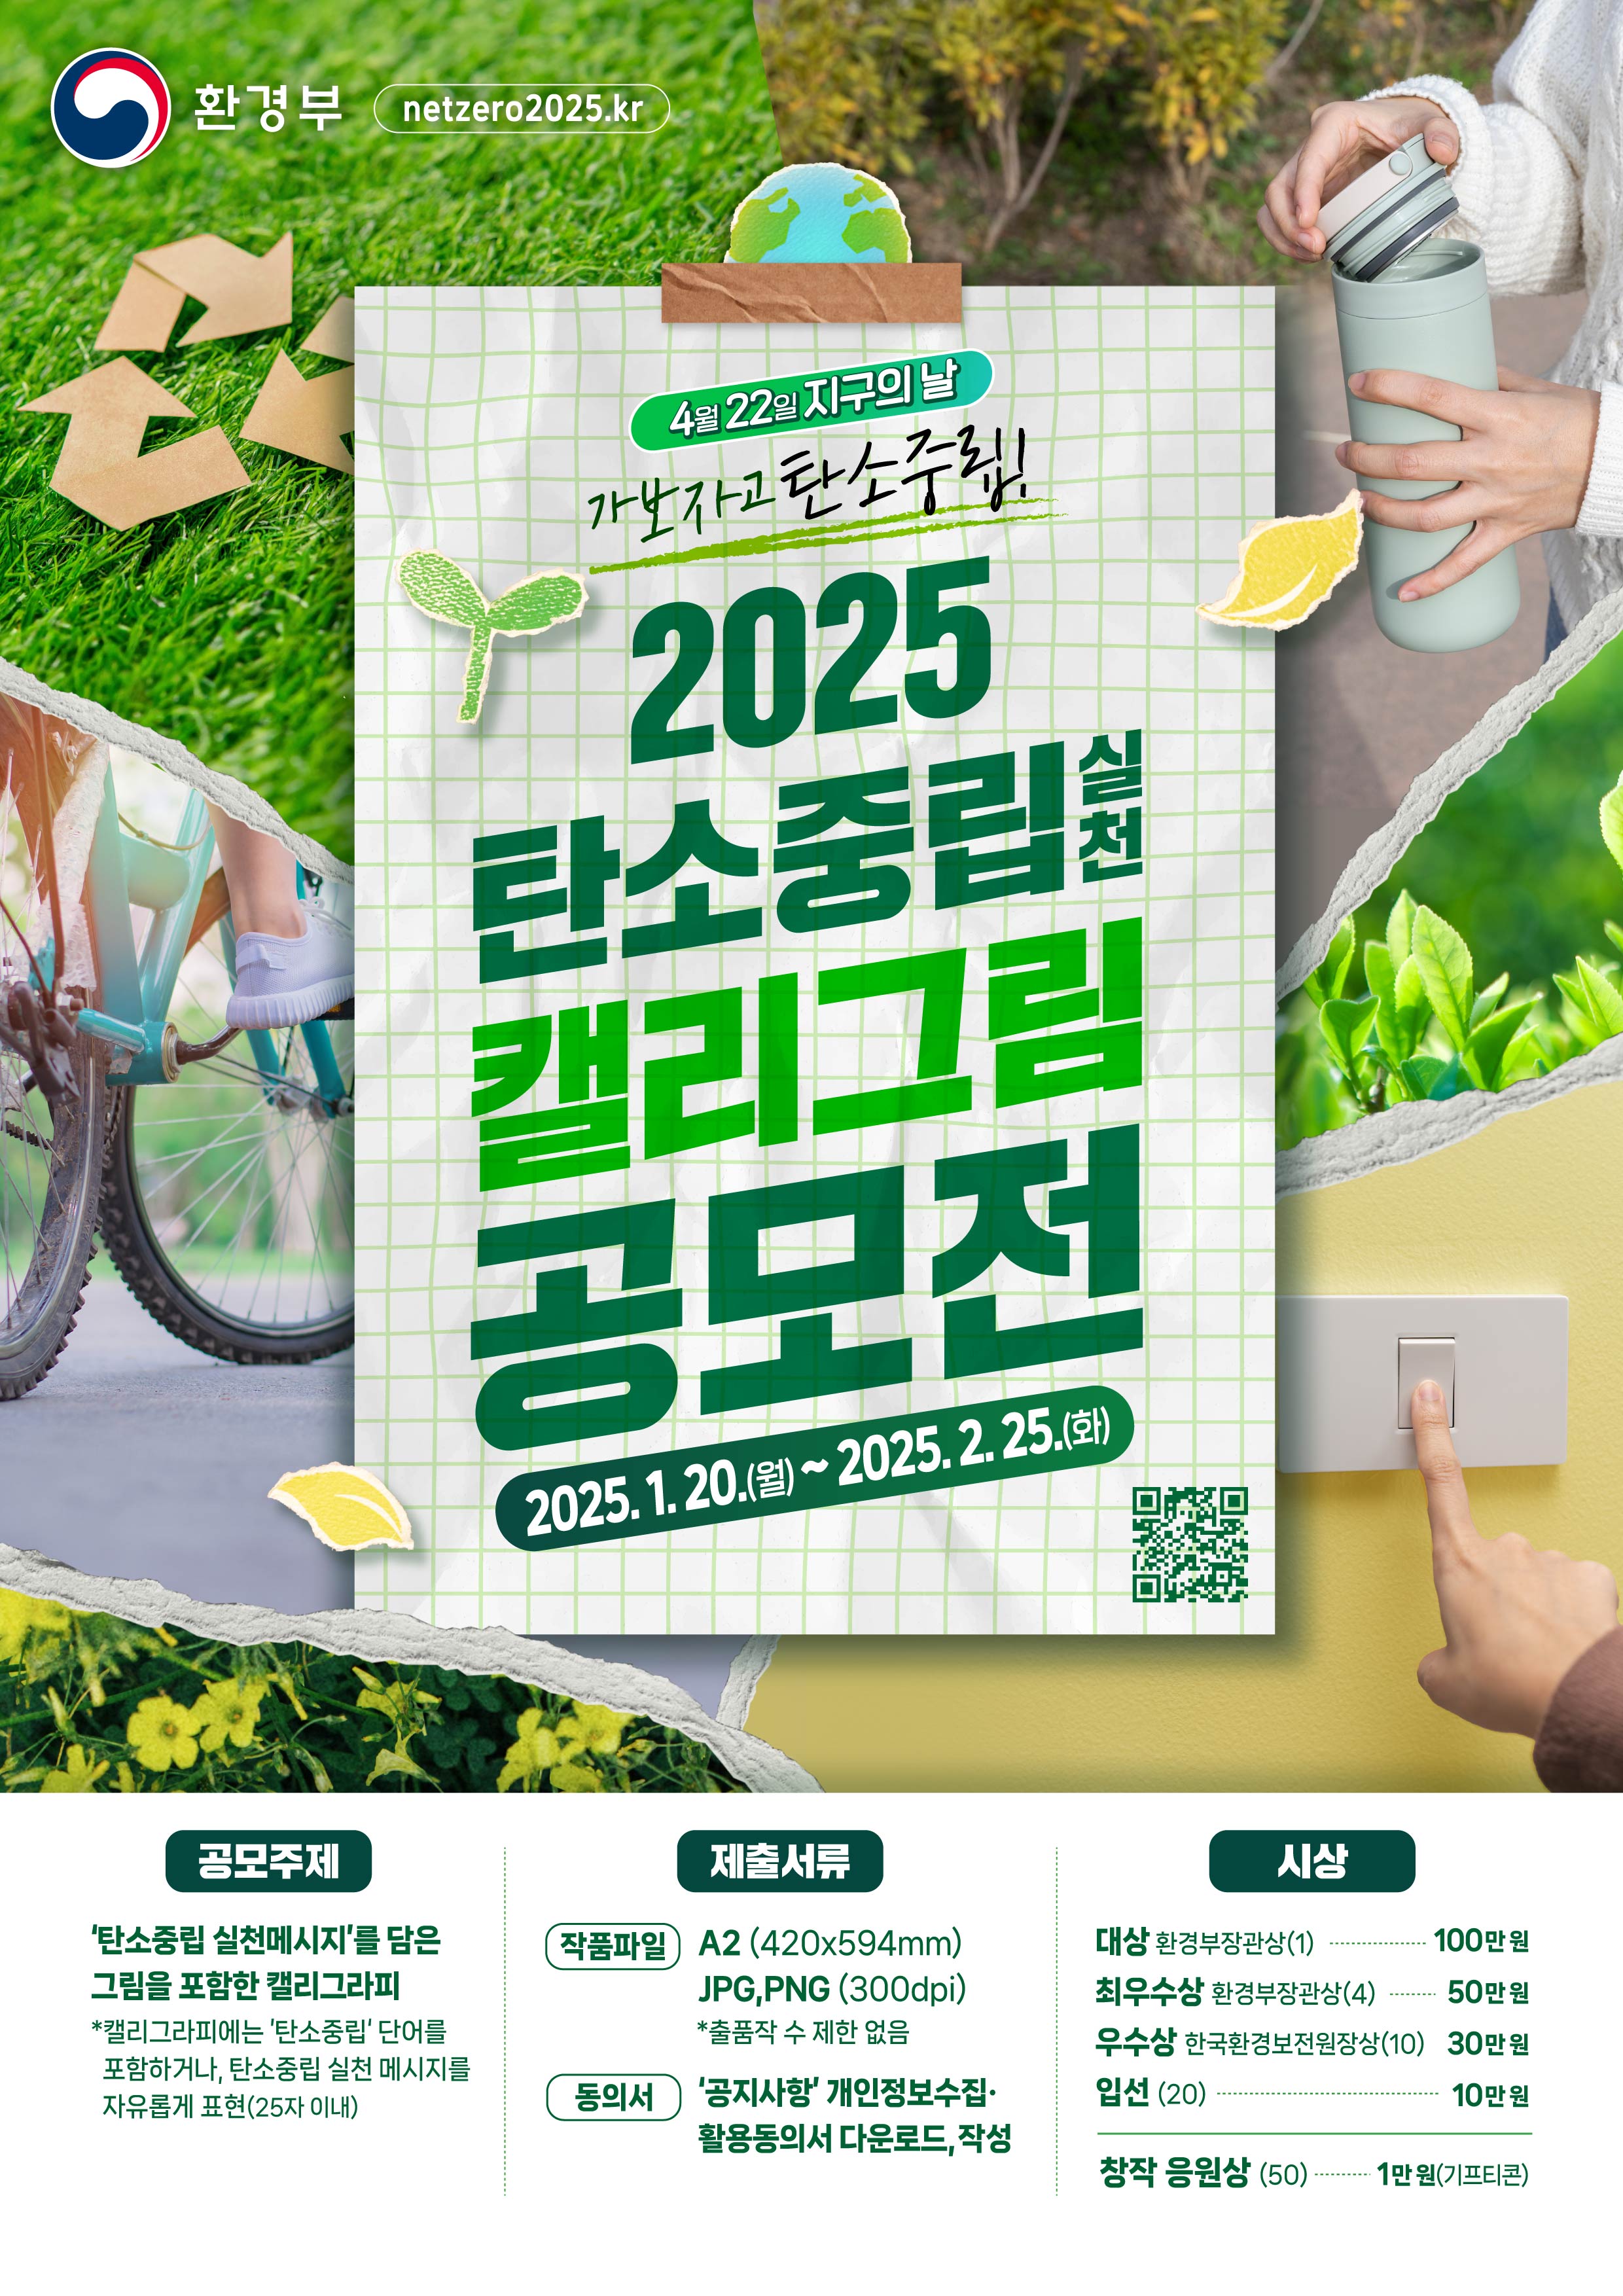 환경부 netzero2025.kr
4월 22일 지구의 날
가보자고 탄소중립!
2025
탄소중립 실천
캘리그림
공모전
2025. 1. 20.(월) ~ 2025. 2. 25.(화)
공모주제
'탄소중립 실천메시지'를 담은
그림을 포함한 캘리그라피
*캘리그라피에는 '탄소중립' 단어를
포함하거나, 탄소중립 실천 메시지를
자유롭게 표현(25자 이내)
제출서류
작품파일 A2 (420x594mm)
JPG,PNG (300dpi)
*출품작 수 제한 없음
동의서 '공지사항' 개인정보수집·
활용동의서 다운로드, 작성
시상
대상 환경부장관상(1) 100만 원
최우수상 환경부장관상(4) 50만 원
우수상 한국환경보전원장상(10) 30만 원
입선 (20) 10만 원
창작 응원상 (50) 1만 원(기프티콘)